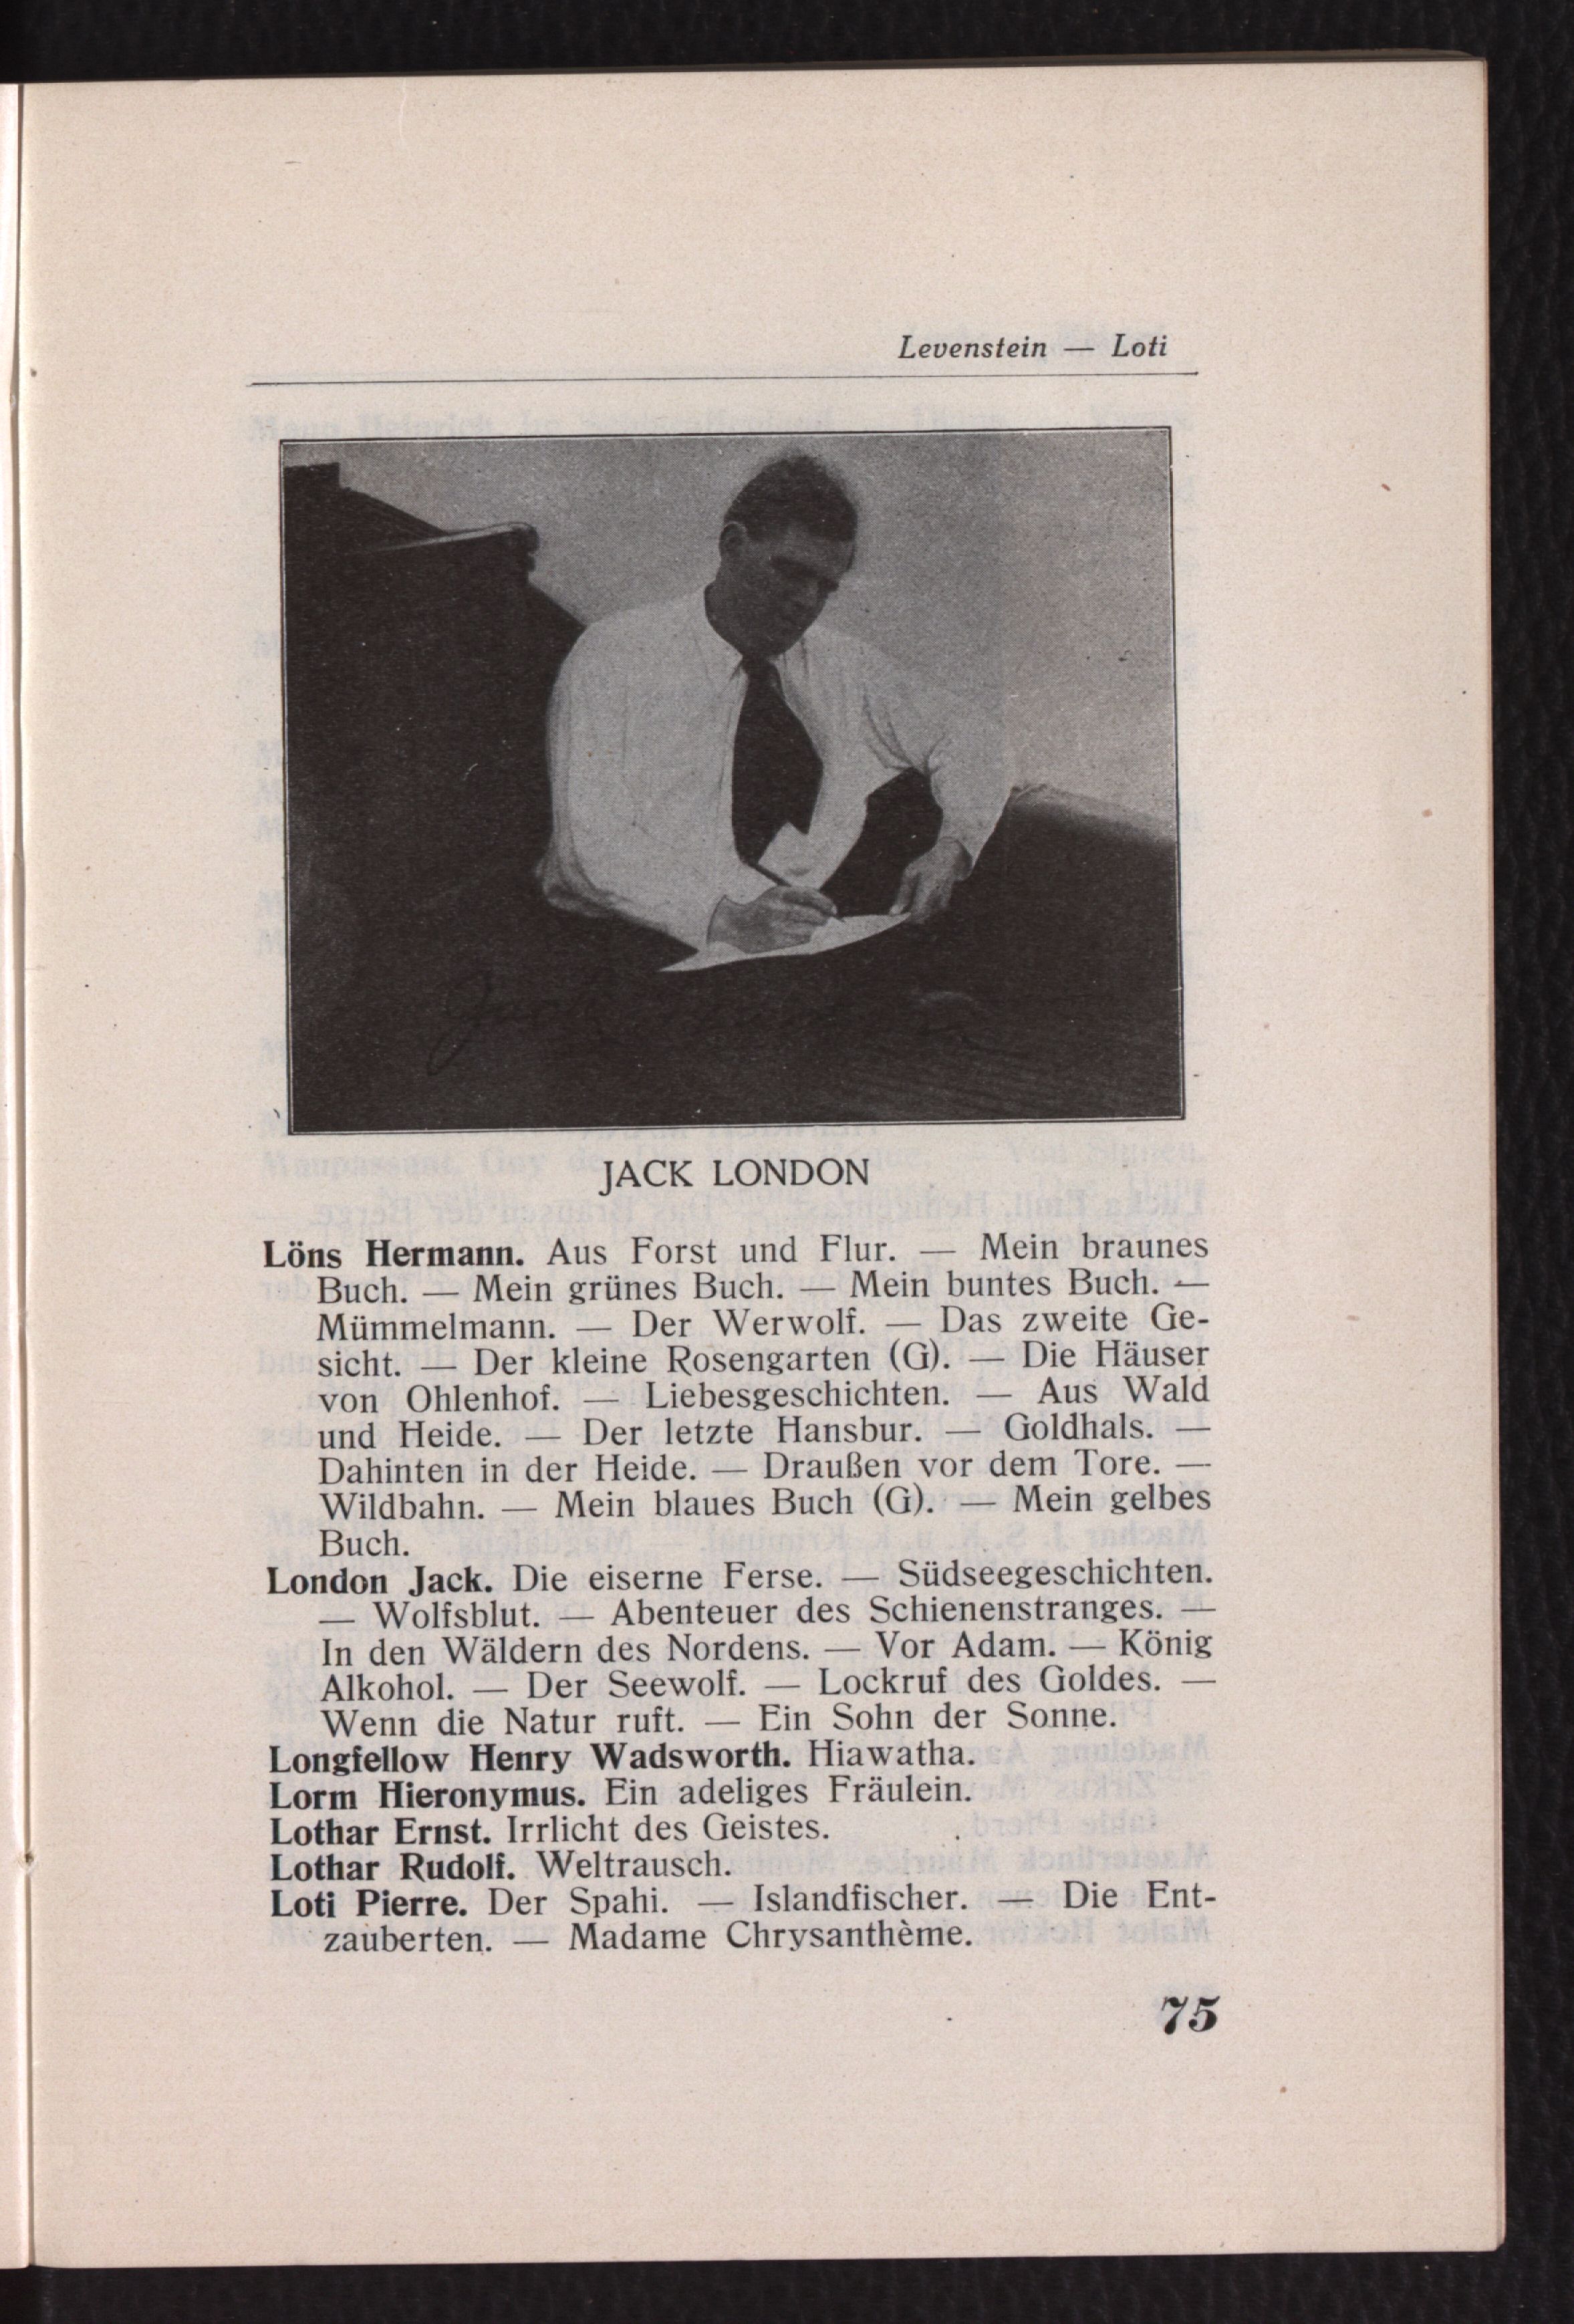 Levenstein — Loti
JACK LONDON
Löns Hermann. Aus Forst und Flur. — Mein braunes
Buch. — Mein grünes Buch. — Mein buntes Buch. —
Mümmelmann. — Der Werwolf. — Das zweite Ge-
sicht. — Der kleine Rosengarten (G). — Die Häuser
von Ohlenhof. — Liebesgeschichten. — Aus Wald
und Heide. — Der letzte Hansbur. — Goldhals. —
Dahinten in der Heide. — Draußen vor dem Tore. —
Wildbahn. — Mein blaues Buch (G). — Mein gelbes
Buch.
London Jack. Die eiserne Ferse. — Südseegeschichten.
— Wolfsblut. — Abenteuer des Schienenstranges. —
In den Wäldern des Nordens. — Vor Adam. — König
Alkohol. — Der Seewolf. — Lockruf des Goldes. —
Wenn die Natur ruft. — Ein Sohn der Sonne.
Longfellow Henry Wadsworth. Hiawatha.
Lorm Hieronymus. Ein adeliges Fräulein.
Lothar Ernst. Irrlicht des Geistes.
Lothar Rudolf. Weltrausch.
Loti Pierre. Der Spahi. — Islandfischer. — Die Ent-
zauberten. — Madame Chrysanthème.
75